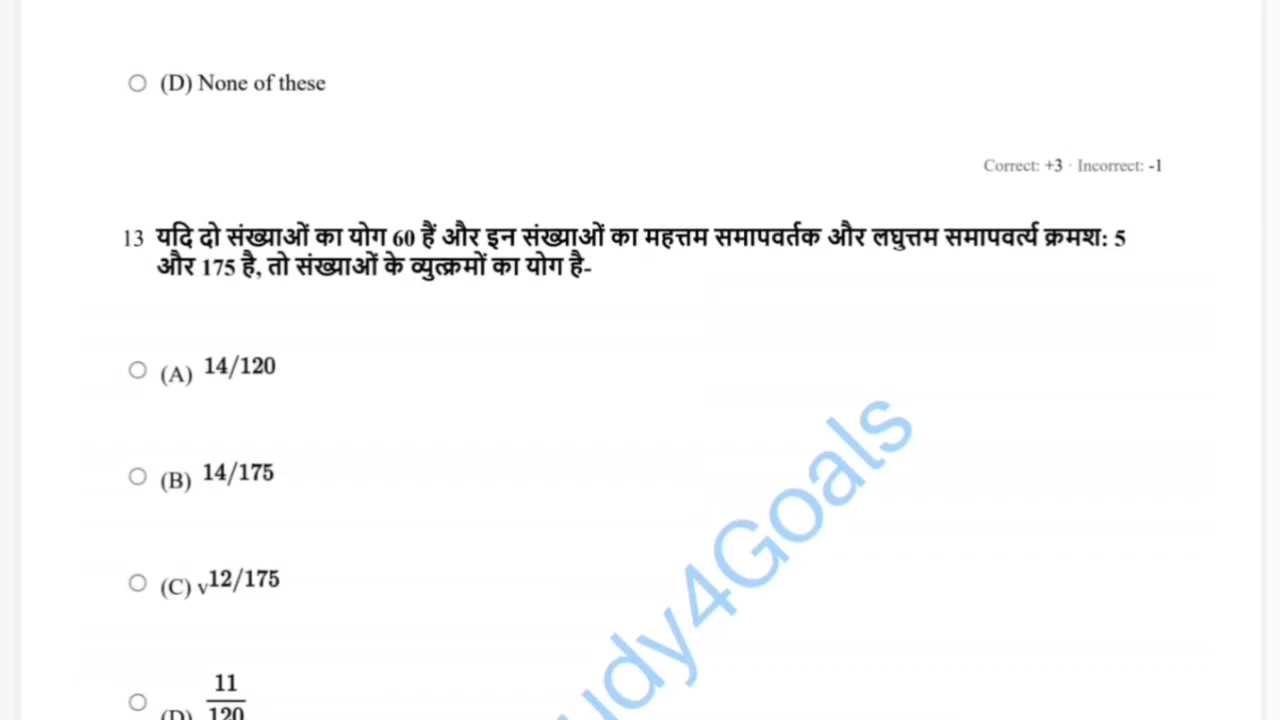 (D) None of these
Correct: +3 · Incorrect: -1
13 यदि दो संख्याओं का योग 60 हैं और इन संख्याओं का महत्तम समापवर्तक और लघुत्तम समापवर्त्य क्रमश: 5
और 175 है, तो संख्याओं के व्युत्क्रमों का योग है-
(A) 14/120
(B) 14/175
(C) v12/175
(D) 11/120
udy4Goals